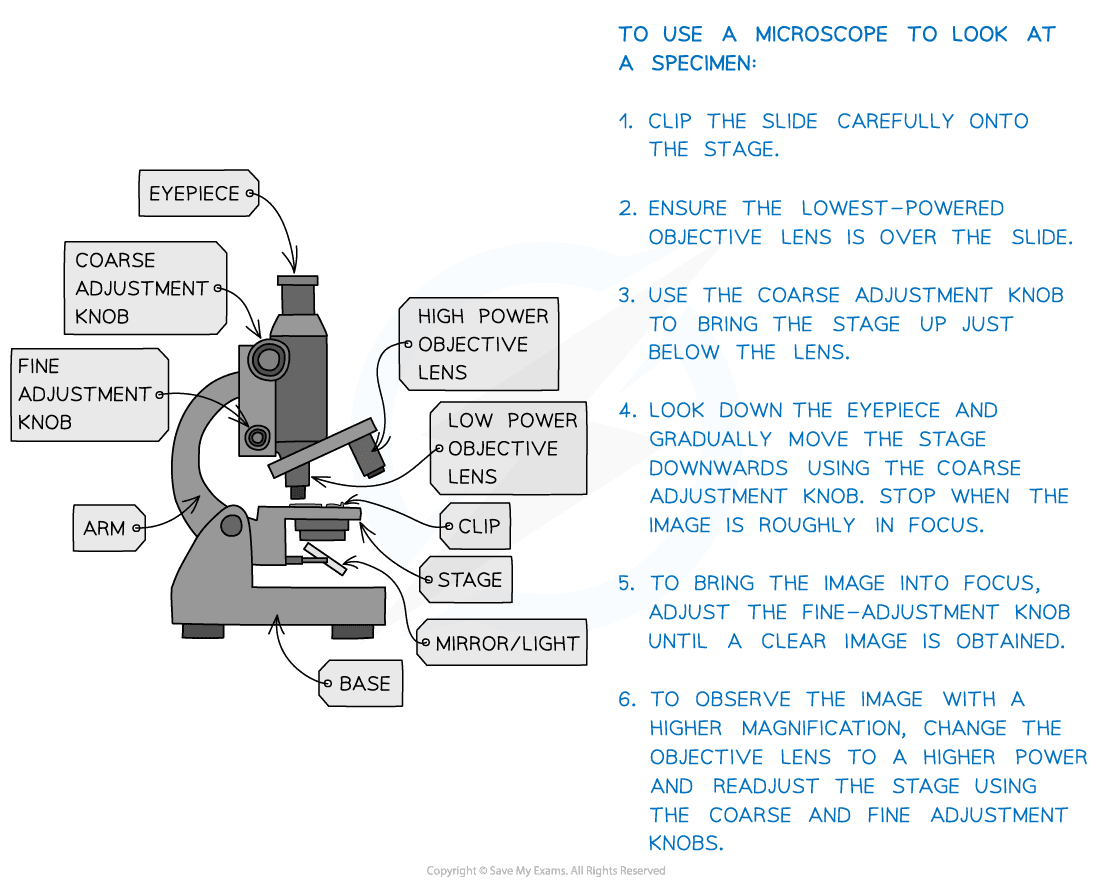 TO USE A MICROSCOPE TO LOOK AT
A SPECIMEN:
1. CLIP THE SLIDE CAREFULLY ONTO
THE STAGE.
2. ENSURE THE LOWEST-POWERED
OBJECTIVE LENS IS OVER THE SLIDE.
3. USE THE COARSE ADJUSTMENT KNOB
TO BRING THE STAGE UP JUST
BELOW THE LENS.
4. LOOK DOWN THE EYEPIECE AND
GRADUALLY MOVE THE STAGE
DOWNWARDS USING THE COARSE
ADJUSTMENT KNOB. STOP WHEN THE
IMAGE IS ROUGHLY IN FOCUS.
5. TO BRING THE IMAGE INTO FOCUS,
ADJUST THE FINE-ADJUSTMENT KNOB
UNTIL A CLEAR IMAGE IS OBTAINED.
6. TO OBSERVE THE IMAGE WITH A
HIGHER MAGNIFICATION, CHANGE THE
OBJECTIVE LENS TO A HIGHER POWER
AND READJUST THE STAGE USING
THE COARSE AND FINE ADJUSTMENT
KNOBS.
EYEPIECE
COARSE
ADJUSTMENT
KNOB
FINE
ADJUSTMENT
KNOB
HIGH POWER
OBJECTIVE
LENS
LOW POWER
OBJECTIVE
LENS
ARM
CLIP
STAGE
MIRROR/LIGHT
BASE
Copyright © Save My Exams. All Rights Reserved